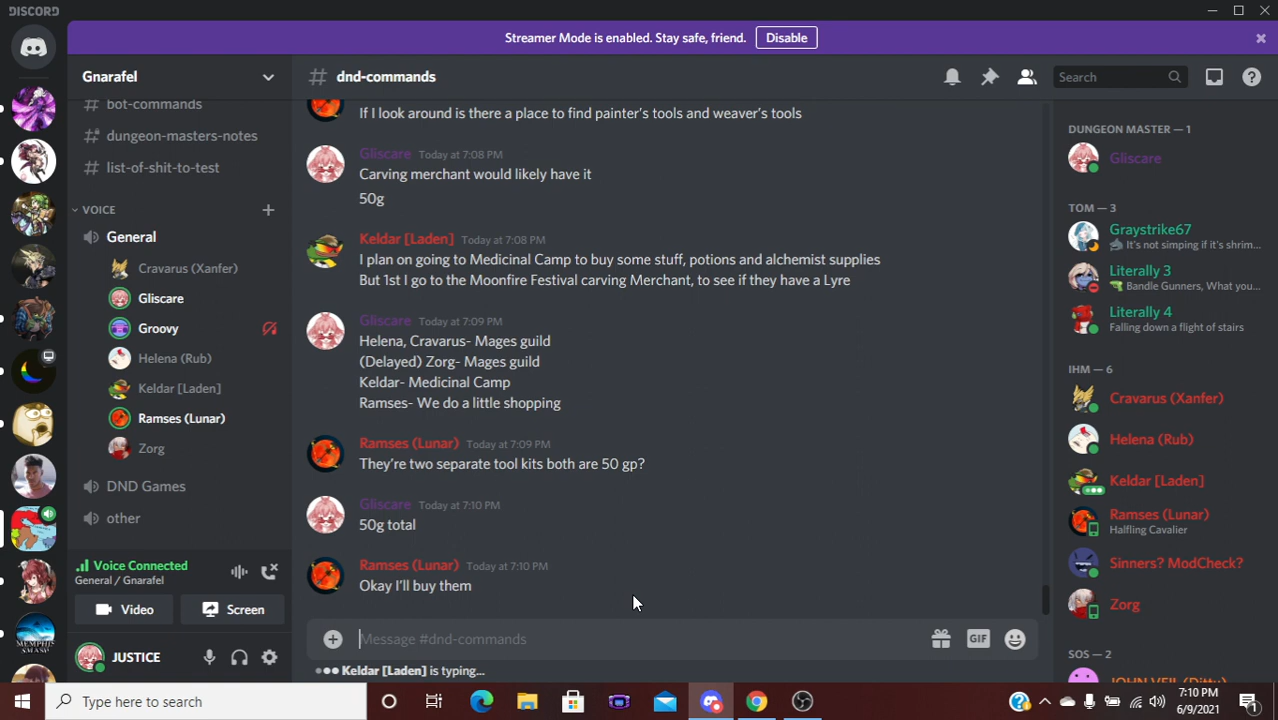 DISCORD
Streamer Mode is enabled. Stay safe, friend.
Disable
Gnarafel
bot-commands
dungeon-masters-notes
list-of-shit-to-test
VOICE
General
Cravarus (Xanfer)
Gliscare
Groovy
Helena (Rub)
Keldar [Laden]
Ramses (Lunar)
Zorg
DND Games
other
Voice Connected
General / Gnarafel
Video
Screen
JUSTICE
# dnd-commands
Search
If I look around is there a place to find painter's tools and weaver's tools
Gliscare Today at 7:08 PM
Carving merchant would likely have it
50g
Keldar [Laden] Today at 7:08 PM
I plan on going to Medicinal Camp to buy some stuff, potions and alchemist supplies
But 1st I go to the Moonfire Festival carving Merchant, to see if they have a Lyre
Gliscare Today at 7:09 PM
Helena, Cravarus- Mages guild
(Delayed) Zorg- Mages guild
Keldar- Medicinal Camp
Ramses- We do a little shopping
Ramses (Lunar) Today at 7:09 PM
They're two separate tool kits both are 50 gp?
Gliscare Today at 7:10 PM
50g total
Ramses (Lunar) Today at 7:10 PM
Okay I'll buy them
Message #dnd-commands
GIF
Keldar [Laden] is typing...
DUNGEON MASTER — 1
Gliscare
TOM — 3
Graystrike67
It's not simping if it's shrim...
Literally 3
Bandle Gunners, What you...
Literally 4
Falling down a flight of stairs
IHM — 6
Cravarus (Xanfer)
Helena (Rub)
Keldar [Laden]
Ramses (Lunar)
Halfling Cavalier
Sinners? ModCheck?
Zorg
SOS — 2
JOHN VEIL (Ditty)
Type here to search
7:10 PM
6/9/2021
1